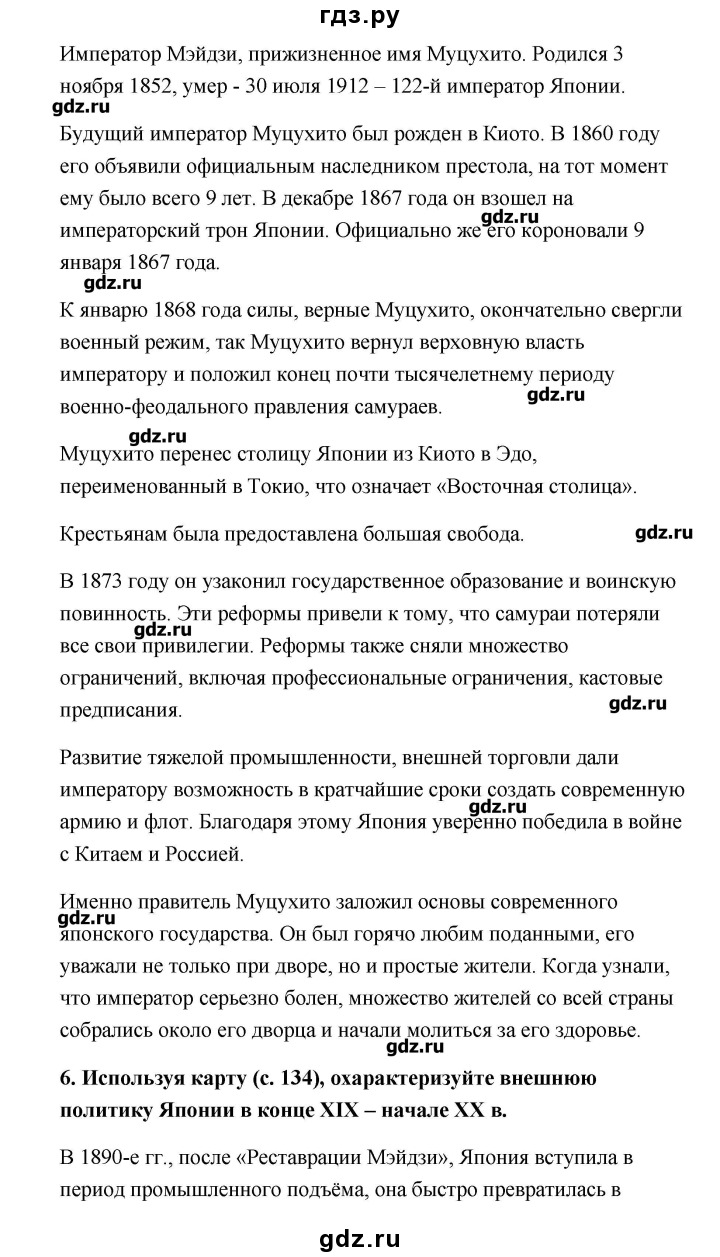 гдз.ру
Император Мэйдзи, прижизненное имя Муцухито. Родился 3
ноября 1852, умер - 30 июля 1912 – 122-й император Японии.
gdz.ru
Будущий император Муцухито был рожден в Киото. В 1860 году
его объявили официальным наследником престола, на тот момент
ему было всего 9 лет. В декабре 1867 года он взошел на
gdz.ru
императорский трон Японии. Официально же его короновали 9
января 1867 года.
gdz.ru
К январю 1868 года силы, верные Муцухито, окончательно свергли
военный режим, так Муцухито вернул верховную власть
императору и положил конец почти тысячелетнему периоду
gdz.ru
военно-феодального правления самураев.
gdz.ru
Муцухито перенес столицу Японии из Киото в Эдо,
переименованный в Токио, что означает «Восточная столица».
Крестьянам была предоставлена большая свобода.
gdz.ru
В 1873 году он узаконил государственное образование и воинскую
повинность. Эти реформы привели к тому, что самураи потеряли
gdz.ru
все свои привилегии. Реформы также сняли множество
ограничений, включая профессиональные ограничения, кастовые
gdz.ru
предписания.
Развитие тяжелой промышленности, внешней торговли дали
императору возможность в кратчайшие сроки создать современную
gdz.ru
армию и флот. Благодаря этому Япония уверенно победила в войне
с Китаем и Россией.
Именно правитель Муцухито заложил основы современного
gdz.ru
японского государства. Он был горячо любим поданными, его
уважали не только при дворе, но и простые жители. Когда узнали,
что император серьезно болен, множество жителей со всей страны
собрались около его дворца и начали молиться за его здоровье.
gdz.ru
6. Используя карту (с. 134), охарактеризуйте внешнюю
политику Японии в конце XIX – начале XX в.
В 1890-е гг., после «Реставрации Мэйдзи», Япония вступила в
период промышленного подъёма, она быстро превратилась в
gdz.ru